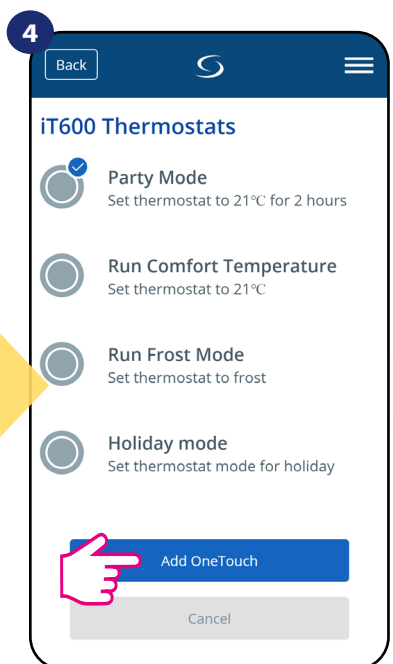 4
Back
iT600 Thermostats
Party Mode
Set thermostat to 21℃ for 2 hours
Run Comfort Temperature
Set thermostat to 21℃
Run Frost Mode
Set thermostat to frost
Holiday mode
Set thermostat mode for holiday
Add OneTouch
Cancel